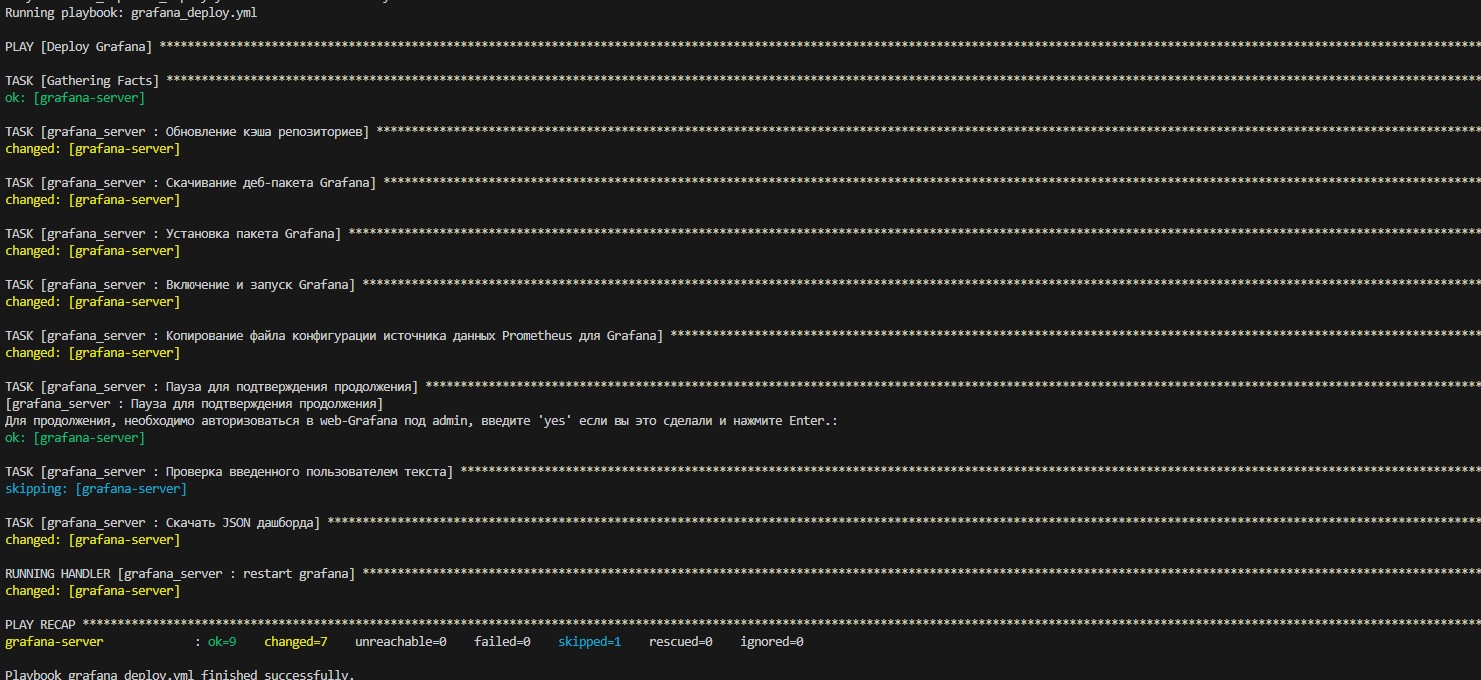 Running playbook: grafana_deploy.yml
PLAY [Deploy Grafana] ****************************************************************************************************************************************************************************************
TASK [Gathering Facts] ***************************************************************************************************************************************************************************************
ok: [grafana-server]
TASK [grafana_server : Обновление кэша репозиториев] *********************************************************************************************************************************************************
changed: [grafana-server]
TASK [grafana_server : Скачивание деб-пакета Grafana] ********************************************************************************************************************************************************
changed: [grafana-server]
TASK [grafana_server : Установка пакета Grafana] *************************************************************************************************************************************************************
changed: [grafana-server]
TASK [grafana_server : Включение и запуск Grafana] ***********************************************************************************************************************************************************
changed: [grafana-server]
TASK [grafana_server : Копирование файла конфигурации источника данных Prometheus для Grafana] ***************************************************************************************************************
changed: [grafana-server]
TASK [grafana_server : Пауза для подтверждения продолжения] **************************************************************************************************************************************************
[grafana_server : Пауза для подтверждения продолжения]
Для продолжения, необходимо авторизоваться в web-Grafana под admin, введите 'yes' если вы это сделали и нажмите Enter.:
ok: [grafana-server]
TASK [grafana_server : Проверка введенного пользователем текста] *********************************************************************************************************************************************
skipping: [grafana-server]
TASK [grafana_server : Скачать JSON дашборда] ****************************************************************************************************************************************************************
changed: [grafana-server]
RUNNING HANDLER [grafana_server : restart grafana] ***********************************************************************************************************************************************************
changed: [grafana-server]
PLAY RECAP ***************************************************************************************************************************************************************************************************
grafana-server : ok=9 changed=7 unreachable=0 failed=0 skipped=1 rescued=0 ignored=0
Playbook grafana_deploy.yml finished successfully.